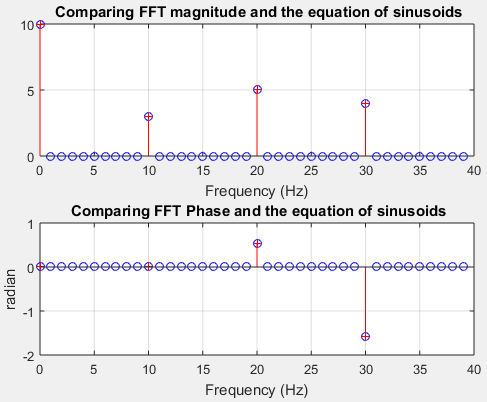 Comparing FFT magnitude and the equation of sinusoids
10
5
0
0 5 10 15 20 25 30 35 40
Frequency (Hz)
Comparing FFT Phase and the equation of sinusoids
1
0
-1
-2
radian
0 5 10 15 20 25 30 35 40
Frequency (Hz)